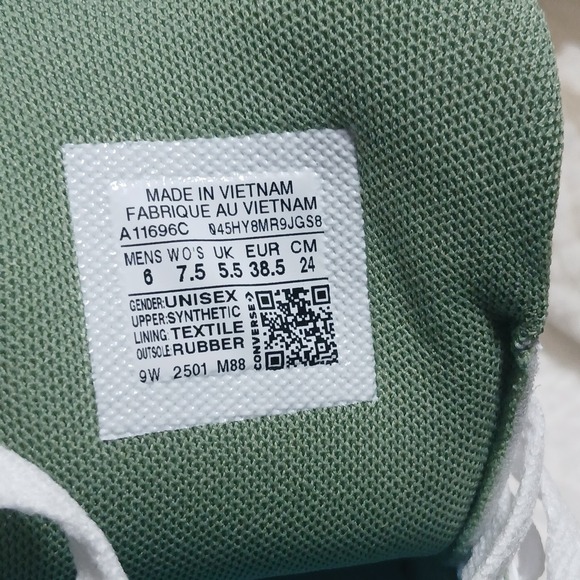 MADE IN VIETNAM
FABRIQUE AU VIETNAM
A11696C 045HY8MR9JGS8
MENS WO'S UK EUR CM
6 7.5 5.5 38.5 24
GENDER: UNISEX
UPPER: SYNTHETIC
LINING: TEXTILE
OUTSOLE RUBBER
CONVERSE
9W 2501 M88